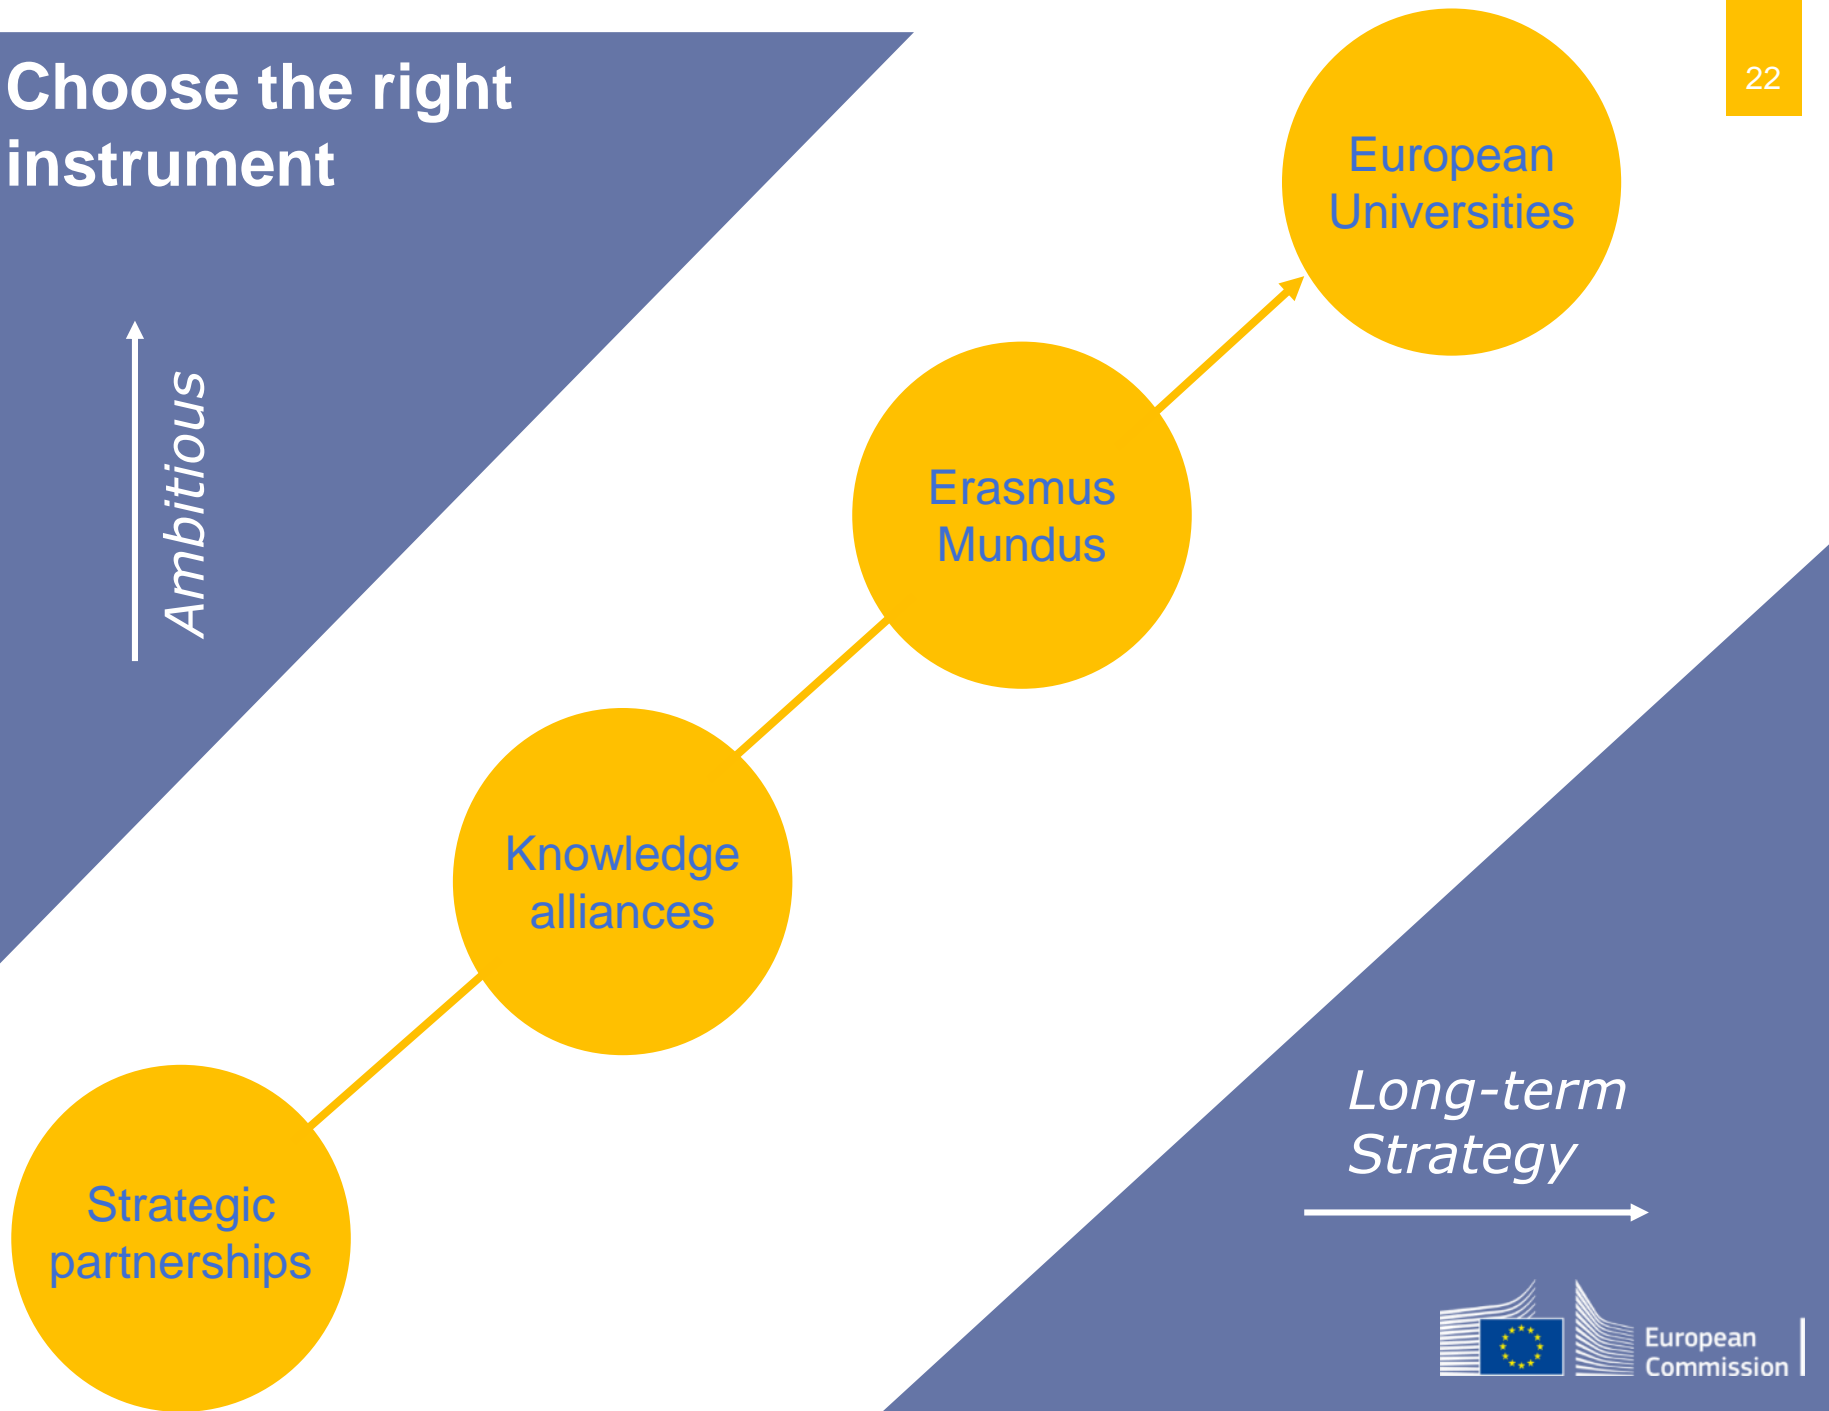 Choose the right
instrument
22
European
Universities
Ambitious
Erasmus
Mundus
Knowledge
alliances
Long-term
Strategy
Strategic
partnerships
European
Commission